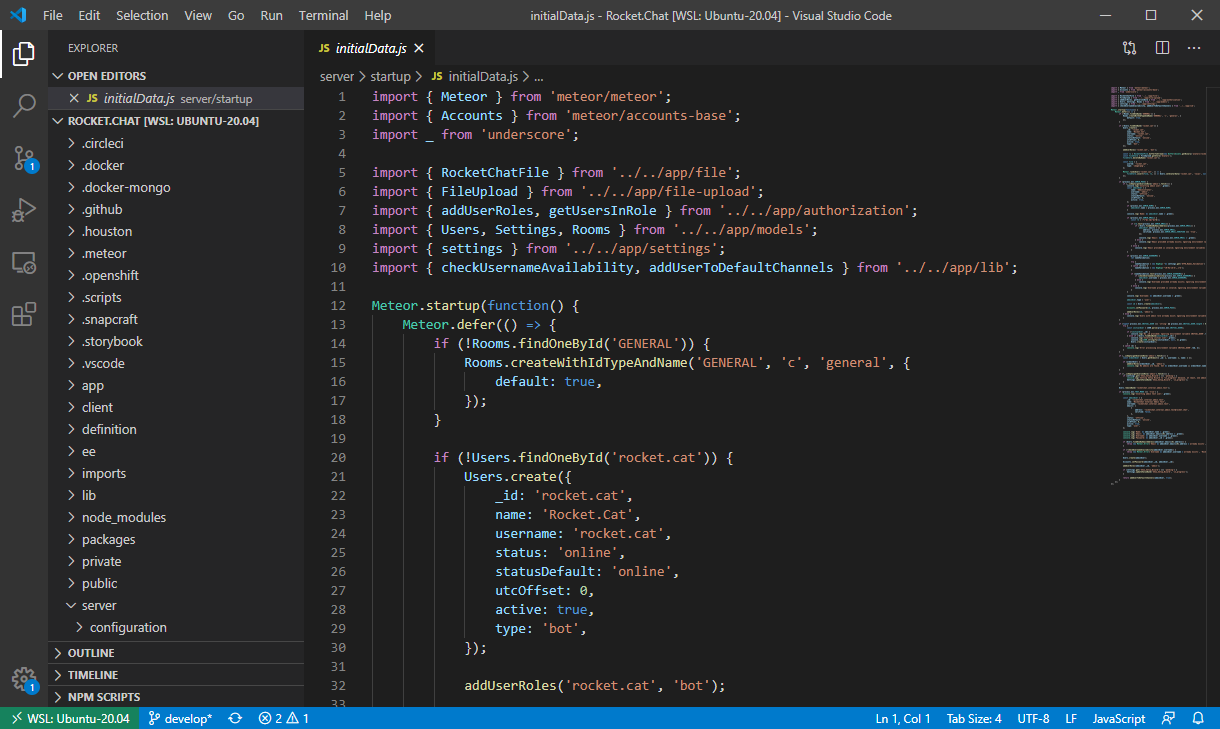 File Edit Selection View Go Run Terminal Help initialData.js - Rocket.Chat [WSL: Ubuntu-20.04] - Visual Studio Code
EXPLORER
OPEN EDITORS
JS initialData.js server/startup
ROCKET.CHAT [WSL: UBUNTU-20.04]
.circleci
.docker
.docker-mongo
.github
.houston
.meteor
.openshift
.scripts
.snapcraft
.storybook
.vscode
app
client
definition
ee
imports
lib
node_modules
packages
private
public
server
configuration
OUTLINE
TIMELINE
NPM SCRIPTS
1
1
JS initialData.js
server > startup > JS initialData.js > ...
1 import { Meteor } from 'meteor/meteor';
2 import { Accounts } from 'meteor/accounts-base';
3 import _ from 'underscore';
4
5 import { RocketChatFile } from '../../app/file';
6 import { FileUpload } from '../../app/file-upload';
7 import { addUserRoles, getUsersInRole } from '../../app/authorization';
8 import { Users, Settings, Rooms } from '../../app/models';
9 import { settings } from '../../app/settings';
10 import { checkUsernameAvailability, addUserToDefaultChannels } from '../../app/lib';
11
12 Meteor.startup(function() {
13 Meteor.defer(() => {
14 if (!Rooms.findOneById('GENERAL')) {
15 Rooms.createWithIdTypeAndName('GENERAL', 'c', 'general', {
16 default: true,
17 });
18 }
19
20 if (!Users.findOneById('rocket.cat')) {
21 Users.create({
22 _id: 'rocket.cat',
23 name: 'Rocket.Cat',
24 username: 'rocket.cat',
25 status: 'online',
26 statusDefault: 'online',
27 utcOffset: 0,
28 active: true,
29 type: 'bot',
30 });
31
32 addUserRoles('rocket.cat', 'bot');
33
WSL: Ubuntu-20.04 develop* 2 1 Ln 1, Col 1 Tab Size: 4 UTF-8 LF JavaScript